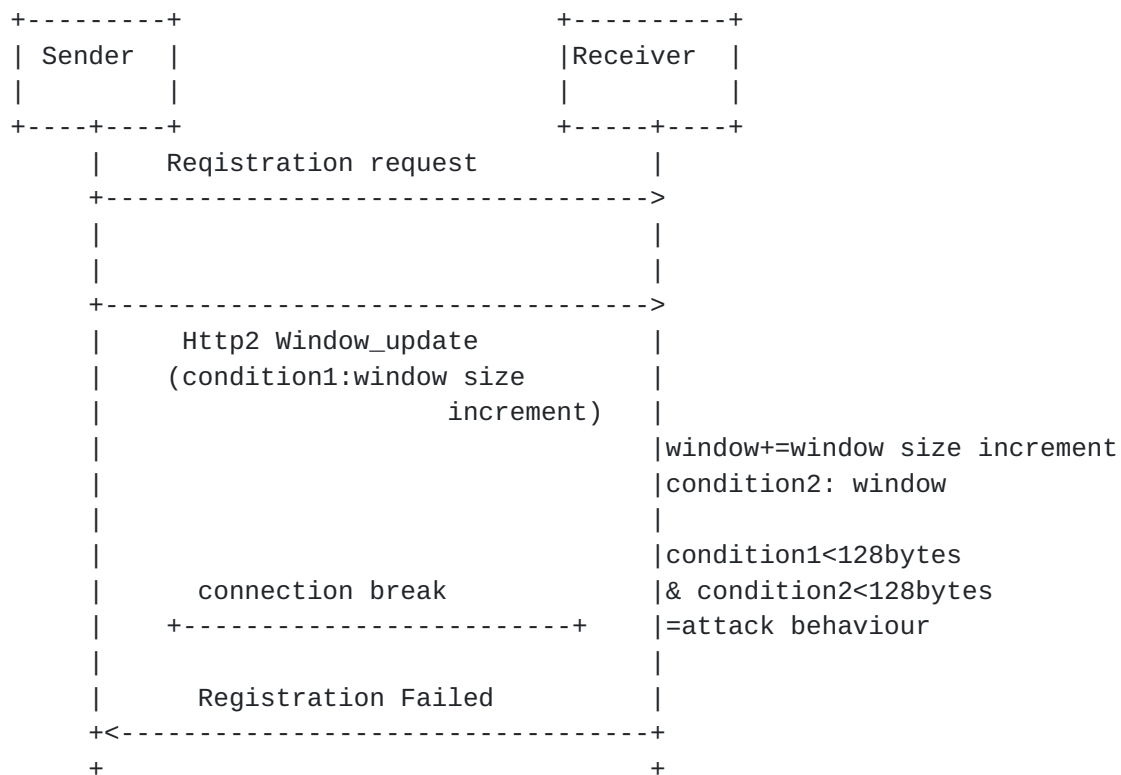 Sender
Receiver
Reqistration request
Http2 Window_update
(condition1:window size
increment)
window+=window size increment
condition2: window
condition1<128bytes
connection break
& condition2<128bytes
=attack behaviour
Registration Failed